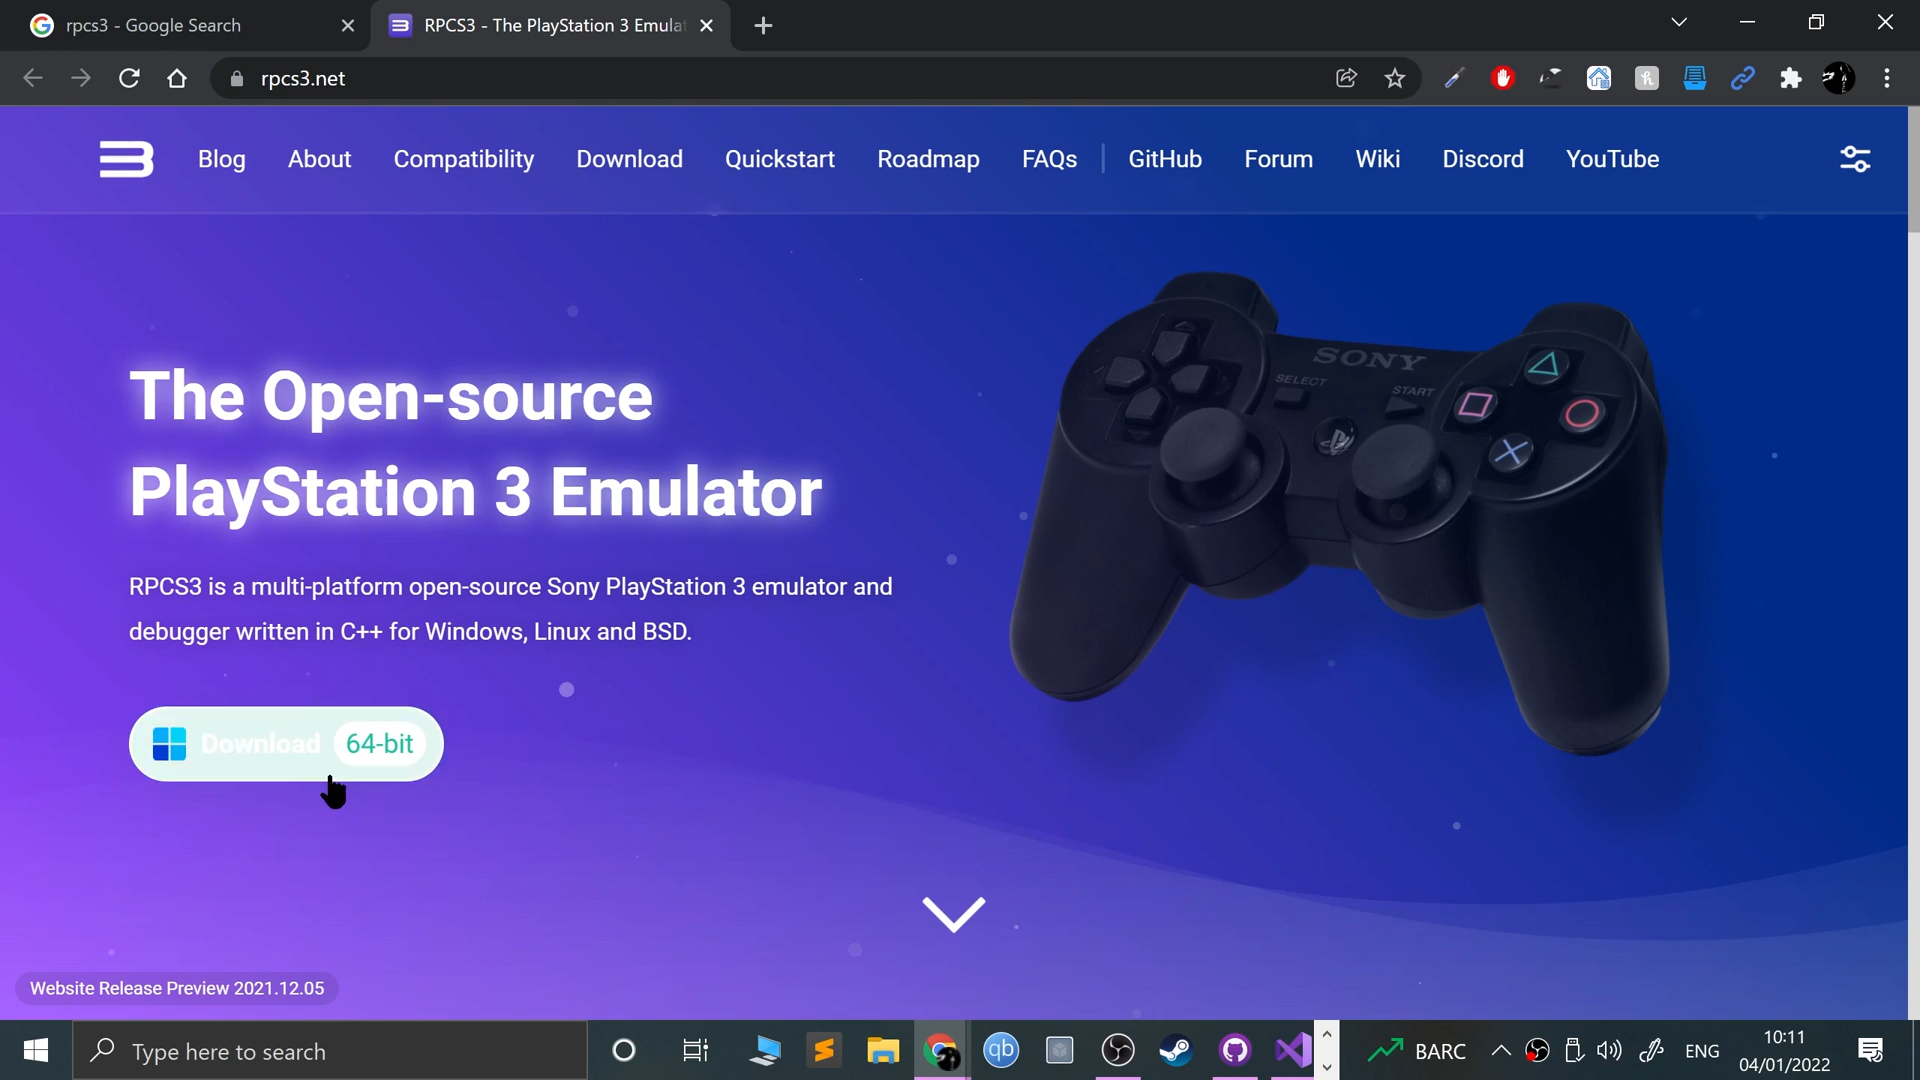 rpcs3 - Google Search
RPCS3 - The PlayStation 3 Emulat
rpcs3.net
Blog
About
Compatibility
Download
Quickstart
Roadmap
FAQs
GitHub
Forum
Wiki
Discord
YouTube
The Open-source
PlayStation 3 Emulator
RPCS3 is a multi-platform open-source Sony PlayStation 3 emulator and
debugger written in C++ for Windows, Linux and BSD.
Download 64-bit
SONY
SELECT
START
Website Release Preview 2021.12.05
Type here to search
qb
BARC
ENG
10:11
04/01/2022